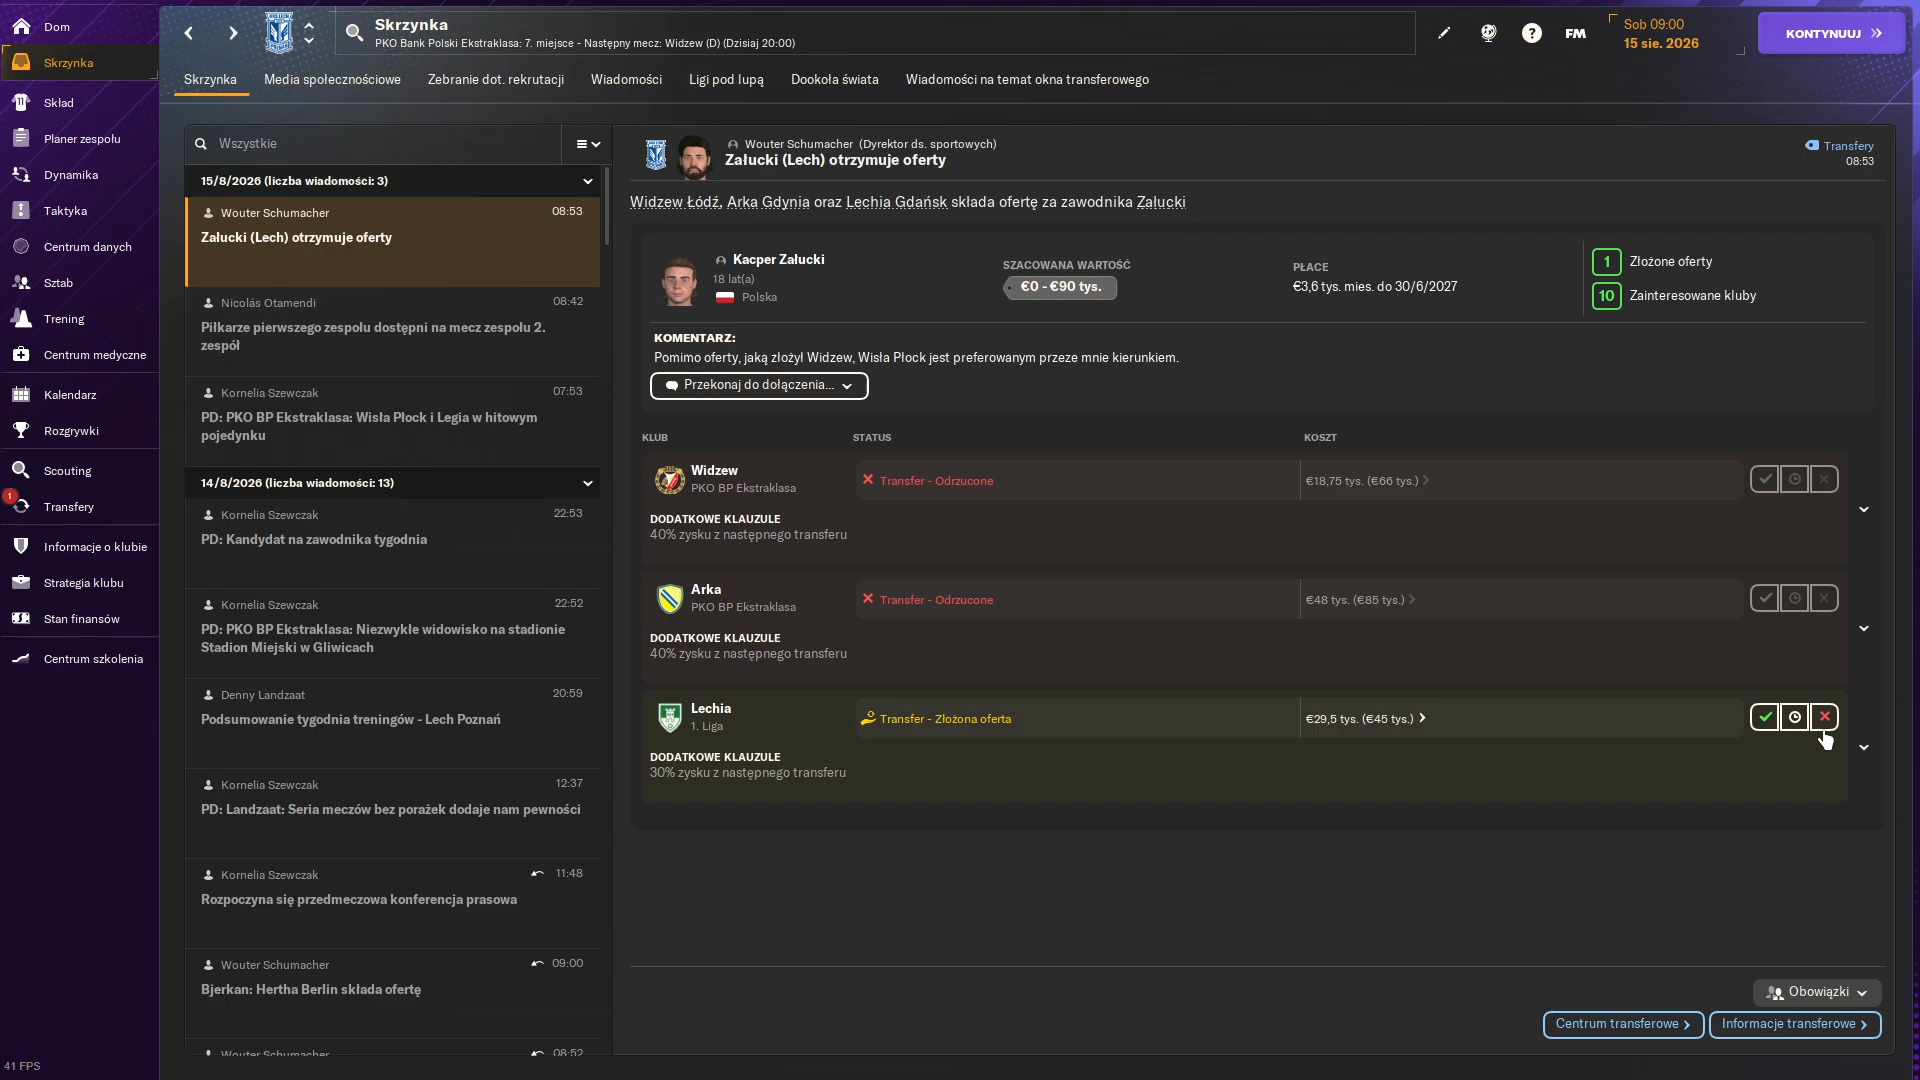 Dom
Skrzynka
Skład
Planer zespołu
Dynamika
Taktyka
Centrum danych
Sztab
Trening
Centrum medyczne
Kalendarz
Rozgrywki
Scouting
1
Transfery
Informacje o klubie
Strategia klubu
Stan finansów
Centrum szkolenia
41 FPS
Skrzynka
PKO Bank Polski Ekstraklasa: 7. miejsce - Następny mecz: Widzew (D) (Dzisiaj 20:00)
FM
Sob 09:00
15 sie. 2026
KONTYNUUJ
Skrzynka
Media społecznościowe
Zebranie dot. rekrutacji
Wiadomości
Ligi pod lupą
Dookoła świata
Wiadomości na temat okna transferowego
Wszystkie
15/8/2026 (liczba wiadomości: 3)
Wouter Schumacher 08:53
Załucki (Lech) otrzymuje oferty
Nicolás Otamendi 08:42
Piłkarze pierwszego zespołu dostępni na mecz zespołu 2.
zespół
Kornelia Szewczak 07:53
PD: PKO BP Ekstraklasa: Wisła Płock i Legia w hitowym
pojedynku
14/8/2026 (liczba wiadomości: 13)
Kornelia Szewczak 22:53
PD: Kandydat na zawodnika tygodnia
Kornelia Szewczak 22:52
PD: PKO BP Ekstraklasa: Niezwykłe widowisko na stadionie
Stadion Miejski w Gliwicach
Denny Landzaat 20:59
Podsumowanie tygodnia treningów - Lech Poznań
Kornelia Szewczak 12:37
PD: Landzaat: Seria meczów bez porażek dodaje nam pewności
Kornelia Szewczak 11:48
Rozpoczyna się przedmeczowa konferencja prasowa
Wouter Schumacher 09:00
Bjerkan: Hertha Berlin składa ofertę
Wouter Schumacher 08:52
Wouter Schumacher (Dyrektor ds. sportowych)
Załucki (Lech) otrzymuje oferty
Transfery
08:53
Widzew Łódź, Arka Gdynia oraz Lechia Gdańsk składa ofertę za zawodnika Załucki
Kacper Załucki
18 lat(a)
Polska
SZACOWANA WARTOŚĆ
€0 - €90 tys.
PŁACE
€3,6 tys. mies. do 30/6/2027
1 Złożone oferty
10 Zainteresowane kluby
KOMENTARZ:
Pomimo oferty, jaką złożył Widzew, Wisła Płock jest preferowanym przeze mnie kierunkiem.
Przekonaj do dołączenia...
KLUB STATUS KOSZT
Widzew
PKO BP Ekstraklasa
Transfer - Odrzucone
€18,75 tys. (€66 tys.)
DODATKOWE KLAUZULE
40% zysku z następnego transferu
Arka
PKO BP Ekstraklasa
Transfer - Odrzucone
€48 tys. (€85 tys.)
DODATKOWE KLAUZULE
40% zysku z następnego transferu
Lechia
1. Liga
Transfer - Złożona oferta
€29,5 tys. (€45 tys.)
DODATKOWE KLAUZULE
30% zysku z następnego transferu
Obowiązki
Centrum transferowe
Informacje transferowe